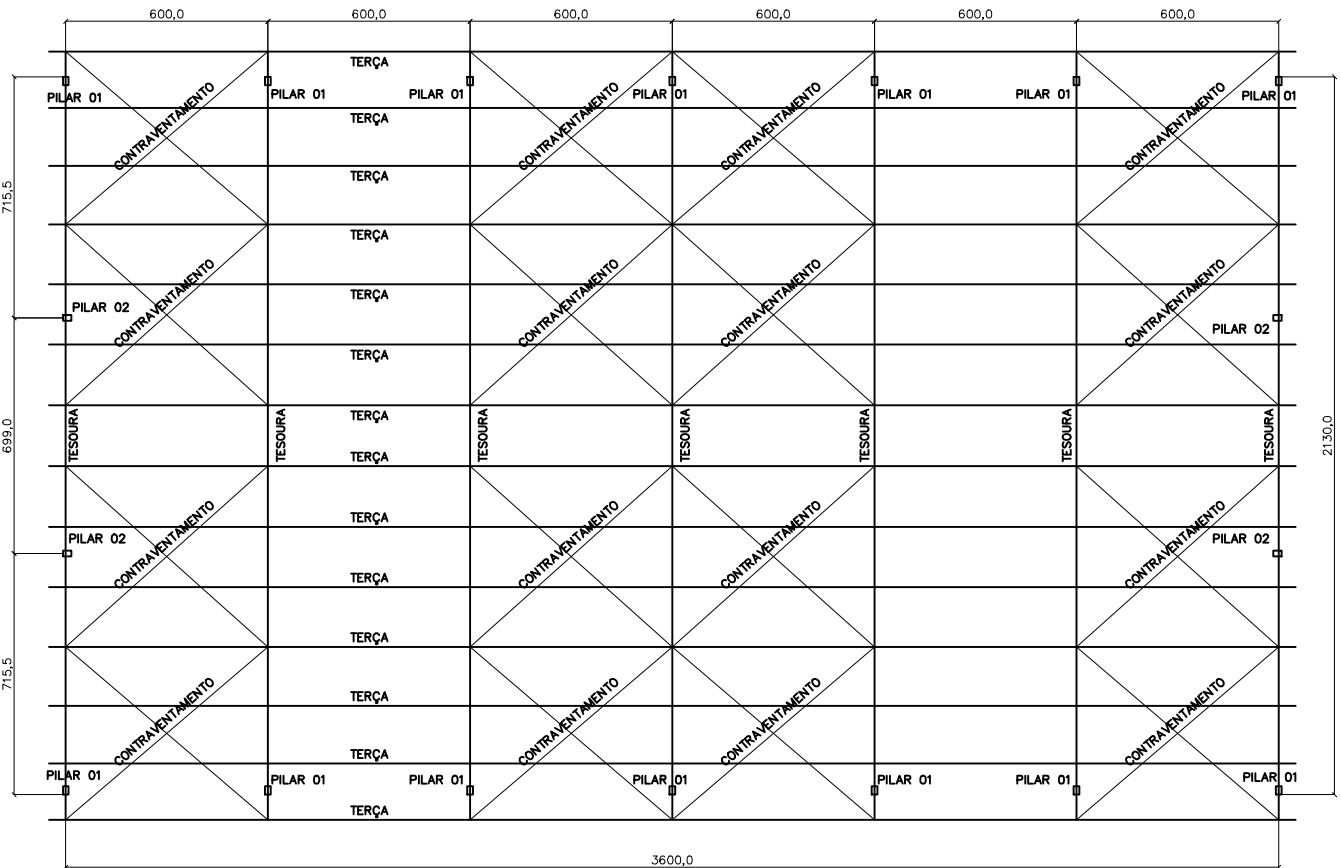 600,0 600,0 600,0 600,0 600,0 600,0
TERÇA
PILAR 01 PILAR 01 PILAR 01 PILAR 01 PILAR 01 PILAR 01 PILAR 01
TERÇA
CONTRAVENTAMENTO CONTRAVENTAMENTO CONTRAVENTAMENTO CONTRAVENTAMENTO
TERÇA
715,5
TERÇA
TERÇA
CONTRAVENTAMENTO CONTRAVENTAMENTO CONTRAVENTAMENTO CONTRAVENTAMENTO
PILAR 02 PILAR 02
TERÇA
TERÇA
699,0 TESOURA TESOURA TESOURA TESOURA TESOURA TESOURA TESOURA 2130,0
TERÇA
TERÇA
PILAR 02 PILAR 02
CONTRAVENTAMENTO CONTRAVENTAMENTO CONTRAVENTAMENTO CONTRAVENTAMENTO
TERÇA
TERÇA
715,5
TERÇA
CONTRAVENTAMENTO CONTRAVENTAMENTO CONTRAVENTAMENTO CONTRAVENTAMENTO
TERÇA
PILAR 01 PILAR 01 PILAR 01 PILAR 01 PILAR 01 PILAR 01 PILAR 01
TERÇA
3600,0